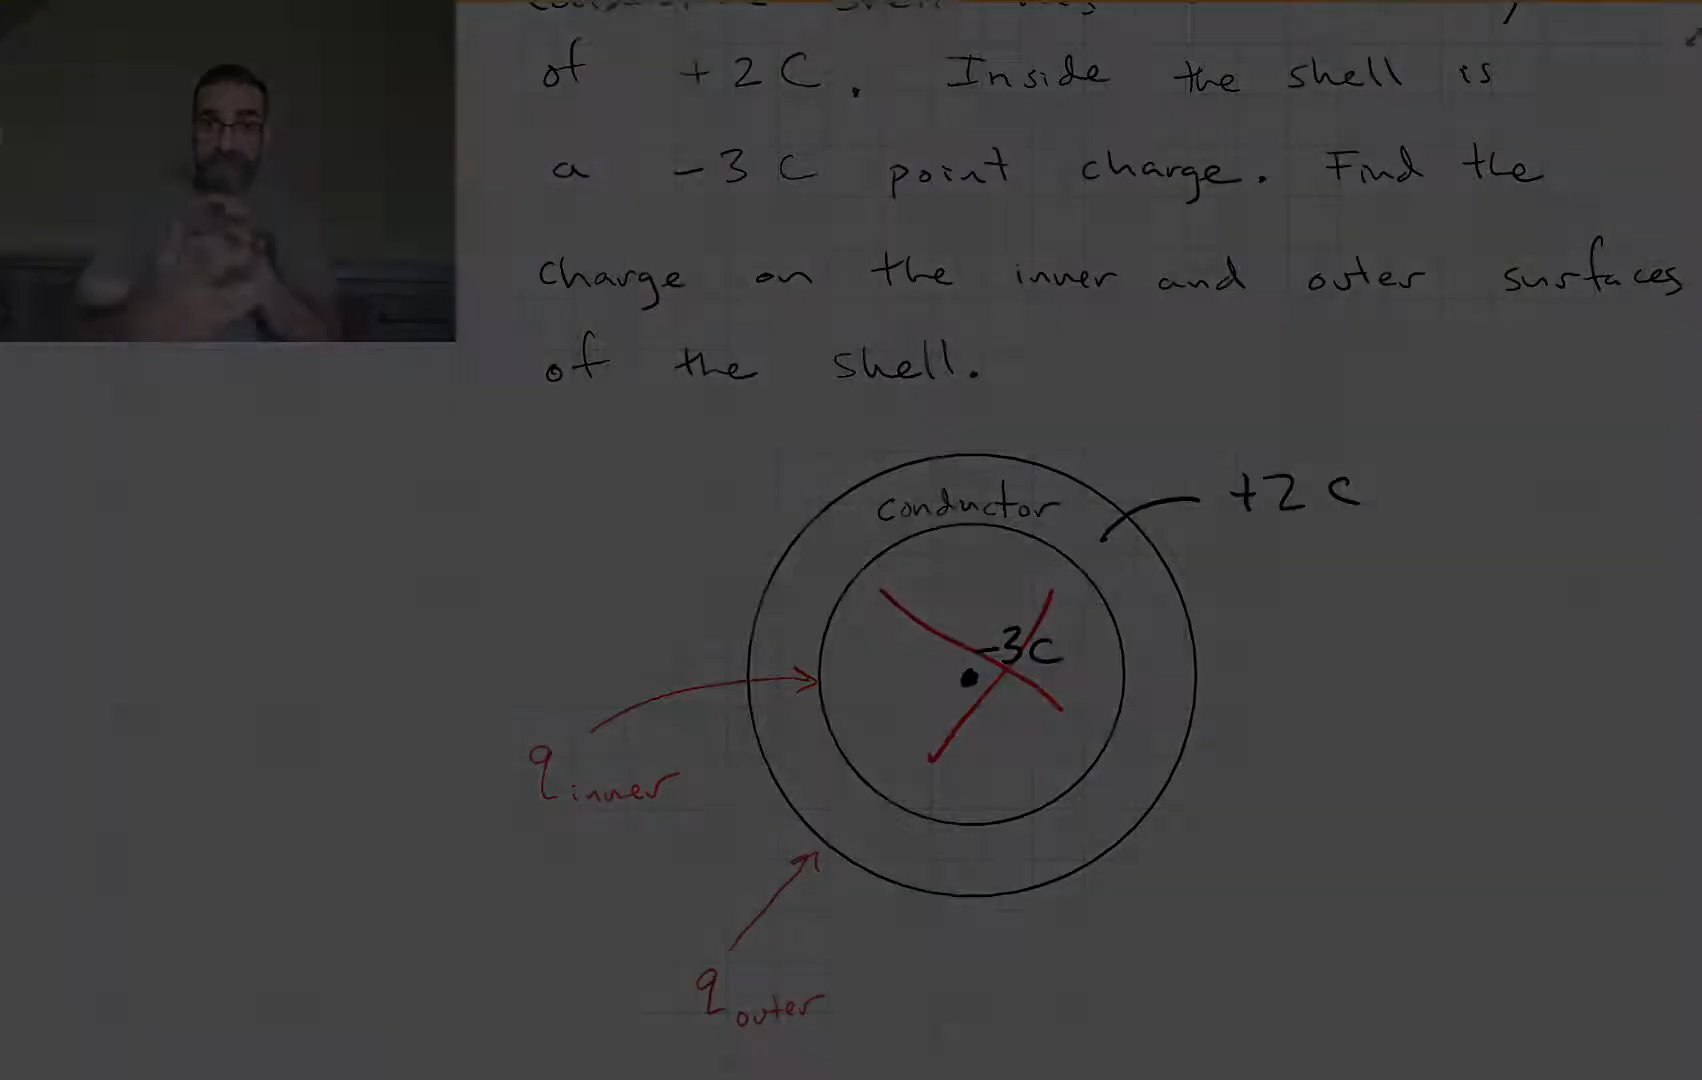 of +2 C. Inside the shell is
a -3 C point charge. Find the
charge on the inner and outer surfaces
of the shell.
conductor
+2 C
-3C
q inner
q outer